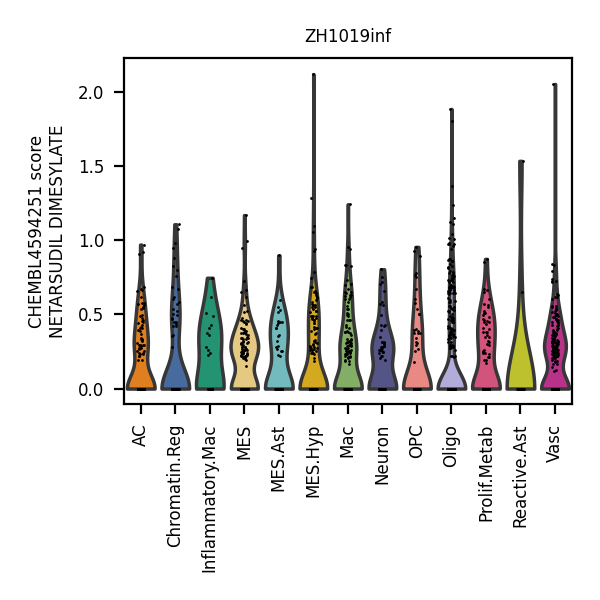 ZH1019inf
CHEMBL4594251 score
NETARSUDIL DIMESYLATE
2.0
1.5
1.0
0.5
0.0
AC
Chromatin.Reg
Inflammatory.Mac
MES
MES.Ast
MES.Hyp
Mac
Neuron
OPC
Oligo
Prolif.Metab
Reactive.Ast
Vasc